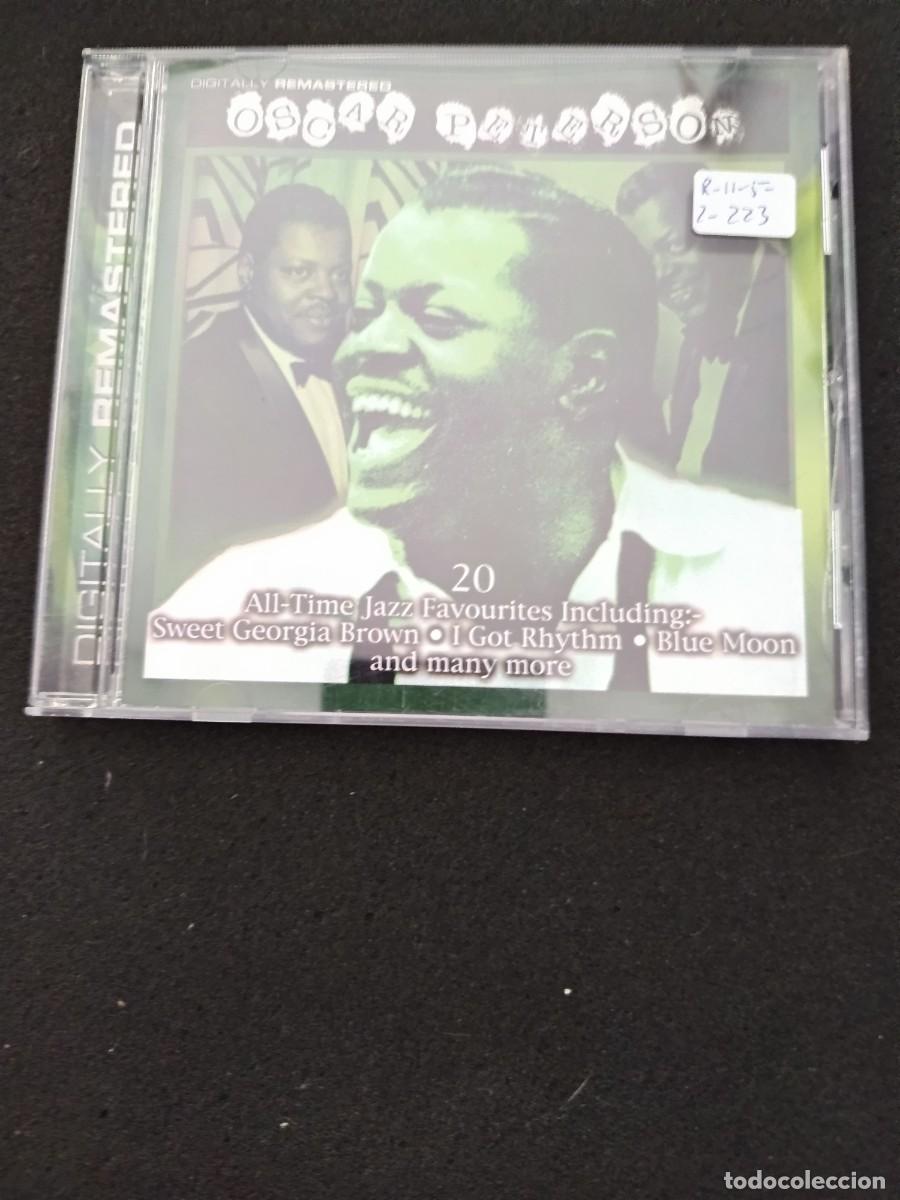 DIGITALLY REMASTERED
OSCAR PETERSON
R-11-5-
2-223
DIGITALLY REMASTERED
20
All-Time Jazz Favourites Including:-
Sweet Georgia Brown • I Got Rhythm • Blue Moon
and many more
todocoleccion